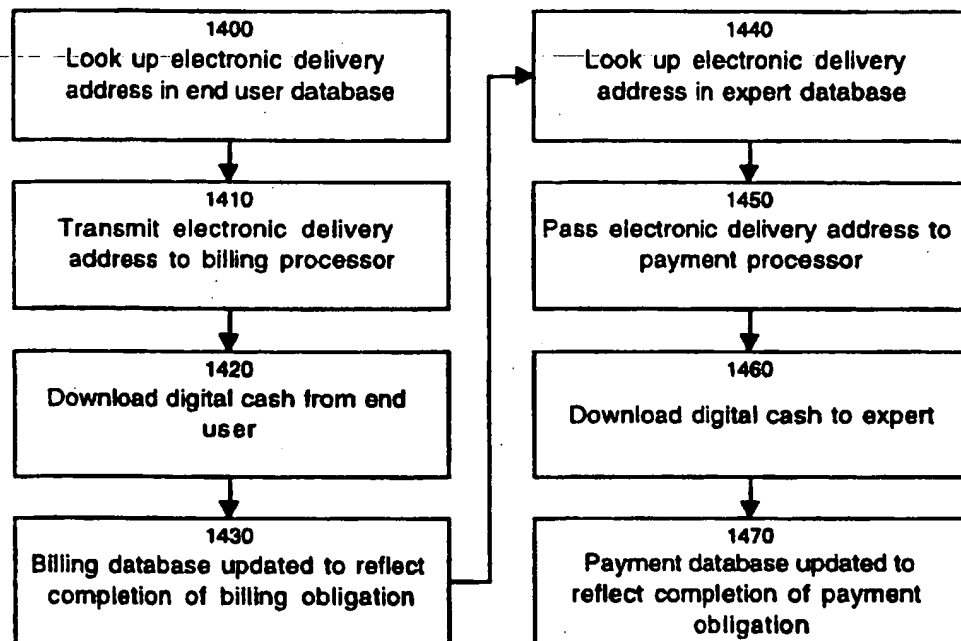 1400
Look up electronic delivery
address in end user database
1410
Transmit electronic delivery
address to billing processor
1420
Download digital cash from end
user
1430
Billing database updated to reflect
completion of billing obligation
1440
Look up electronic delivery
address in expert database
1450
Pass electronic delivery address to
payment processor
1460
Download digital cash to expert
1470
Payment database updated to
reflect completion of payment
obligation